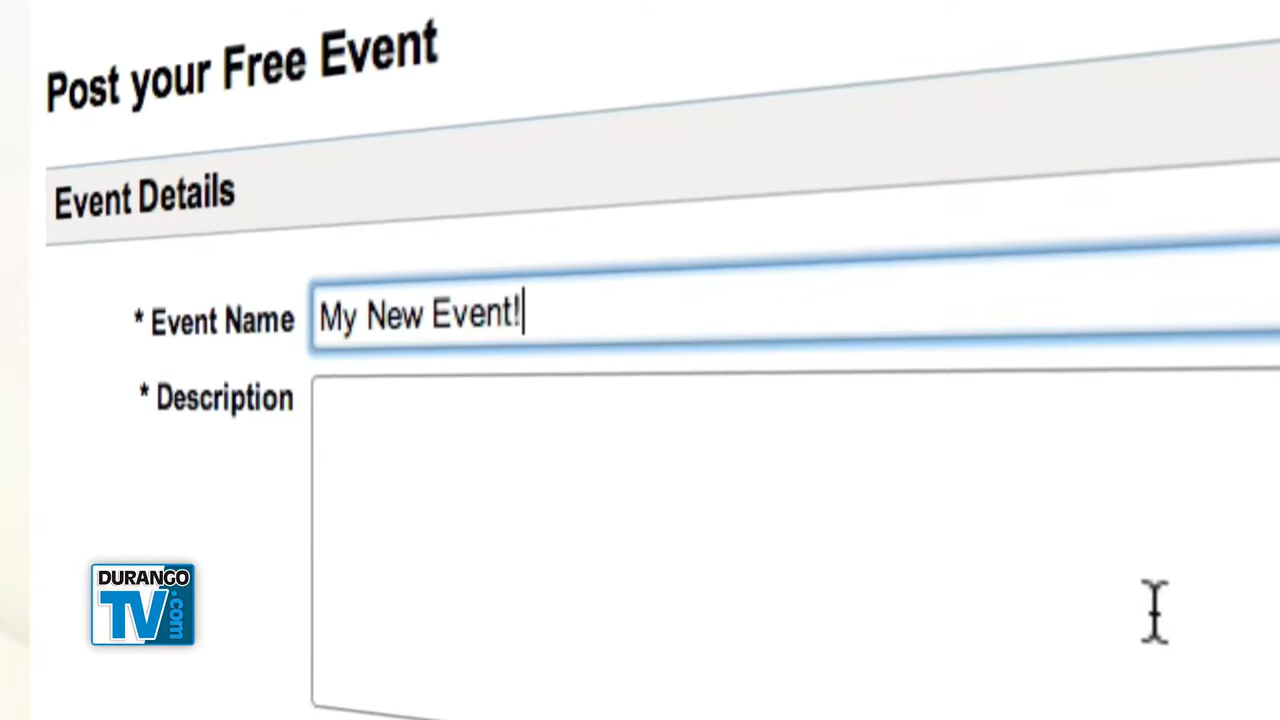 Post your Free Event
Event Details
* Event Name My New Event!
* Description
DURANGO
TV.com